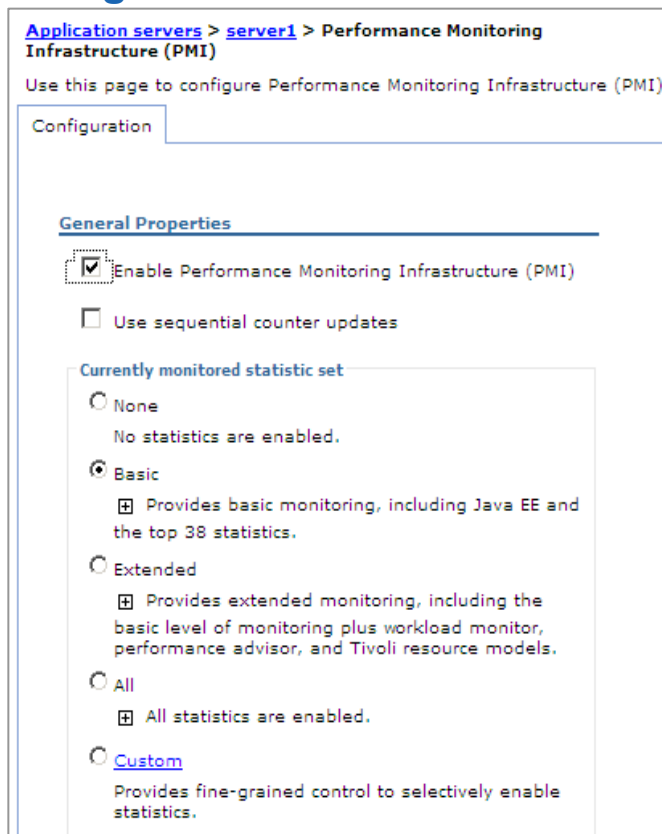 Application servers > server1 > Performance Monitoring
Infrastructure (PMI)
Use this page to configure Performance Monitoring Infrastructure (PMI)
Configuration
General Properties
Enable Performance Monitoring Infrastructure (PMI)
Use sequential counter updates
Currently monitored statistic set
None
No statistics are enabled.
Basic
Provides basic monitoring, including Java EE and
the top 38 statistics.
Extended
Provides extended monitoring, including the
basic level of monitoring plus workload monitor,
performance advisor, and Tivoli resource models.
All
All statistics are enabled.
Custom
Provides fine-grained control to selectively enable
statistics.